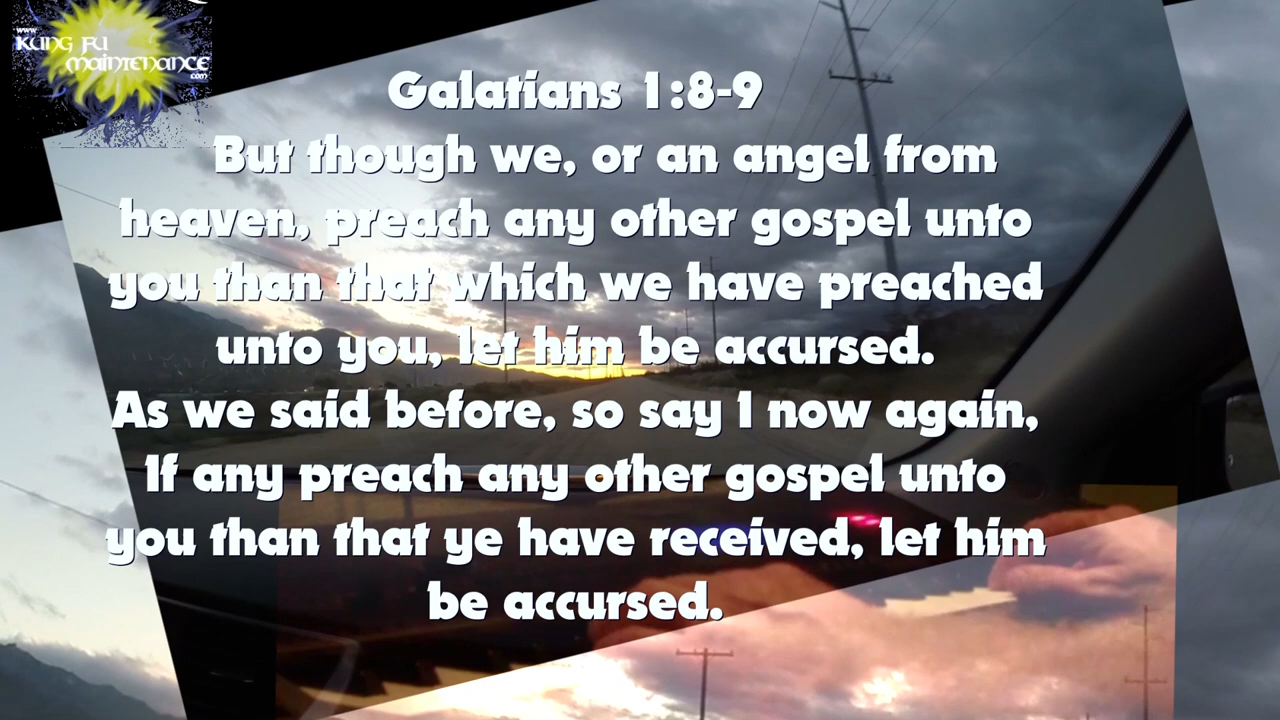 www.
KUNG FU
MAINTENANCE
.com
Galatians 1:8-9
But though we, or an angel from
heaven, preach any other gospel unto
you than that which we have preached
unto you, let him be accursed.
As we said before, so say I now again,
If any preach any other gospel unto
you than that ye have received, let him
be accursed.